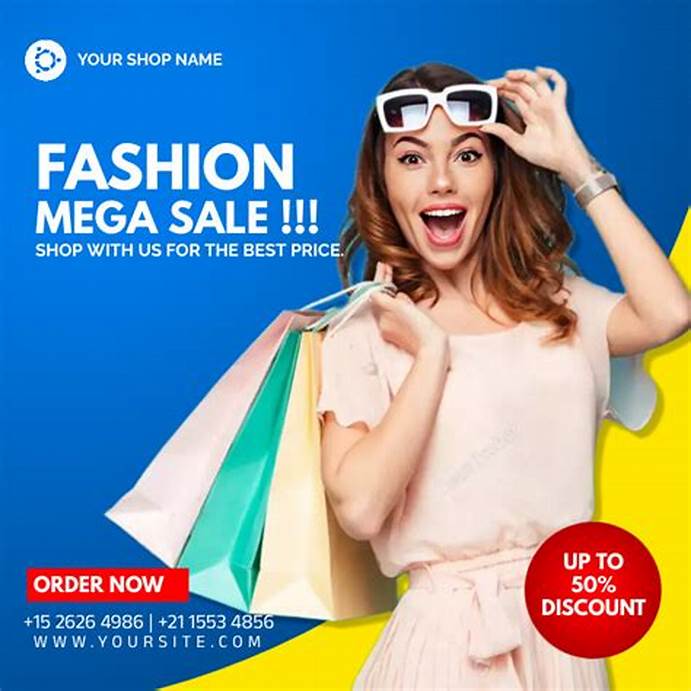 YOUR SHOP NAME
FASHION
MEGA SALE !!!
SHOP WITH US FOR THE BEST PRICE.
ORDER NOW
+15 2626 4986 | +21 1553 4856
WWW.YOURSITE.COM
UP TO
50%
DISCOUNT